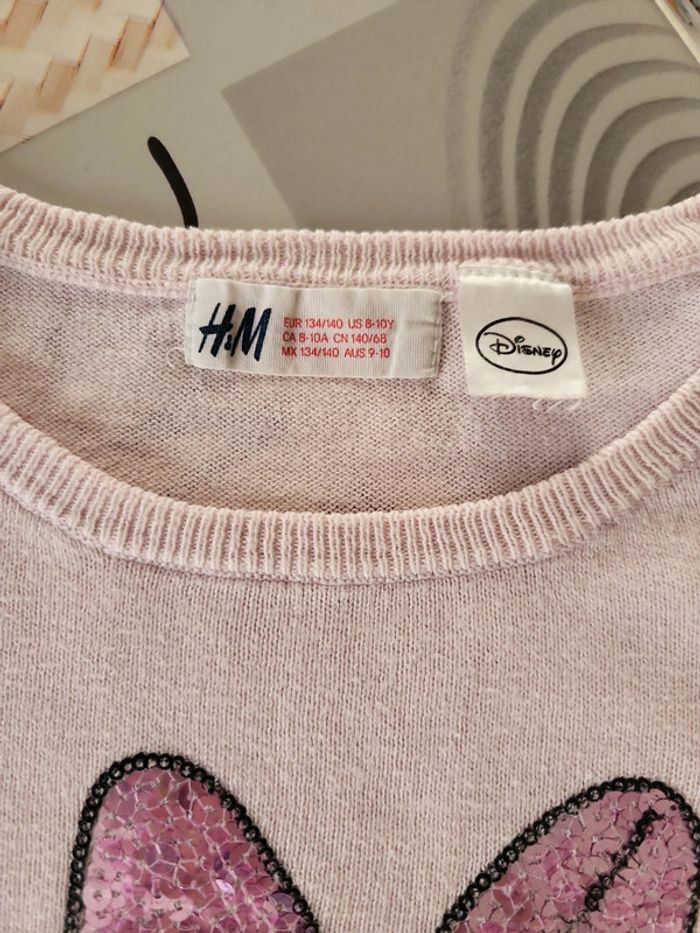 H&M
EUR 134/140 US 8-10Y
CA 8-10A CN 140/68
MX 134/140 AUS 9-10
Disney